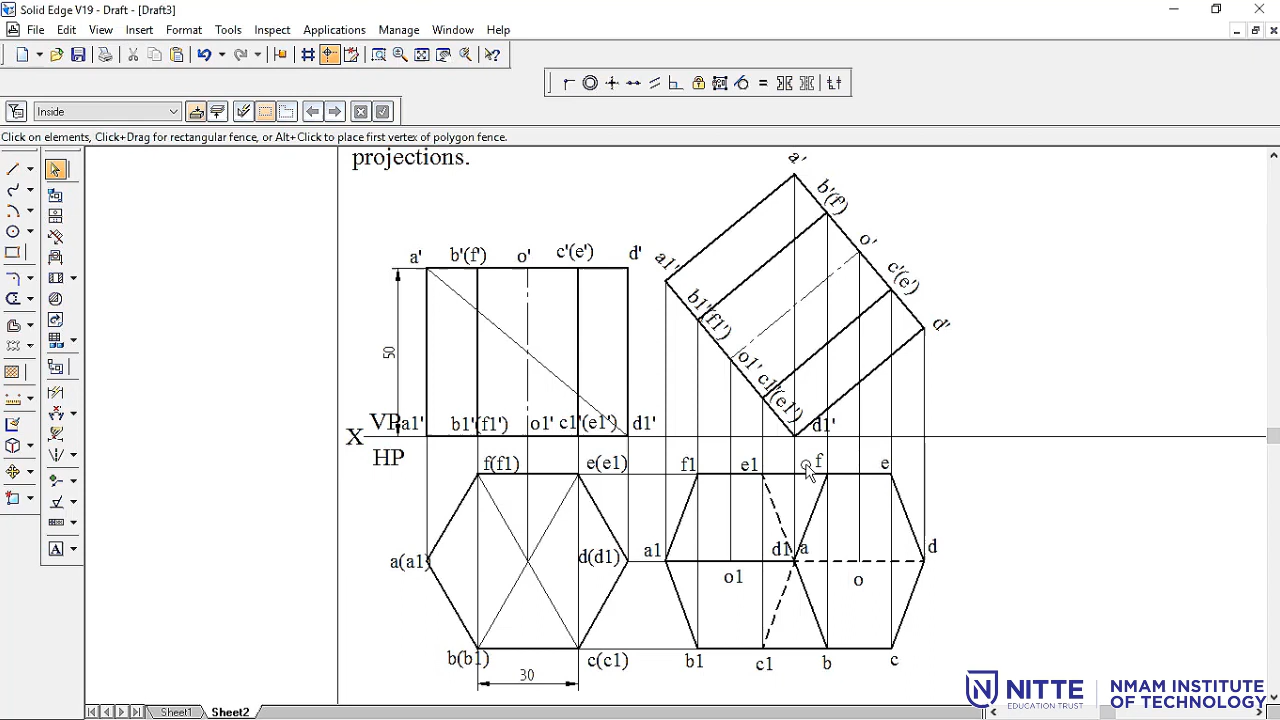 Solid Edge V19 - Draft - [Draft3]
File Edit View Insert Format Tools Inspect Applications Manage Window Help
Inside
Click on elements, Click+Drag for rectangular fence, or Alt+Click to place first vertex of polygon fence.
projections.
a'
b'(f')
o'
c'(e')
d'
a'
b'(f')
o'
c'(e')
d'
a1'
b1'(f1')
o1'
c1'(e1')
d1'
50
VP
a1'
b1'(f1')
o1'
c1'(e1')
d1'
X
HP
f(f1)
e(e1)
f1
e1
f
e
a(a1)
d(d1)
a1
d1
a
d
o1
o
b(b1)
c(c1)
b1
c1
b
c
30
NITTE
EDUCATION TRUST
NMAM INSTITUTE
OF TECHNOLOGY
Sheet1
Sheet2